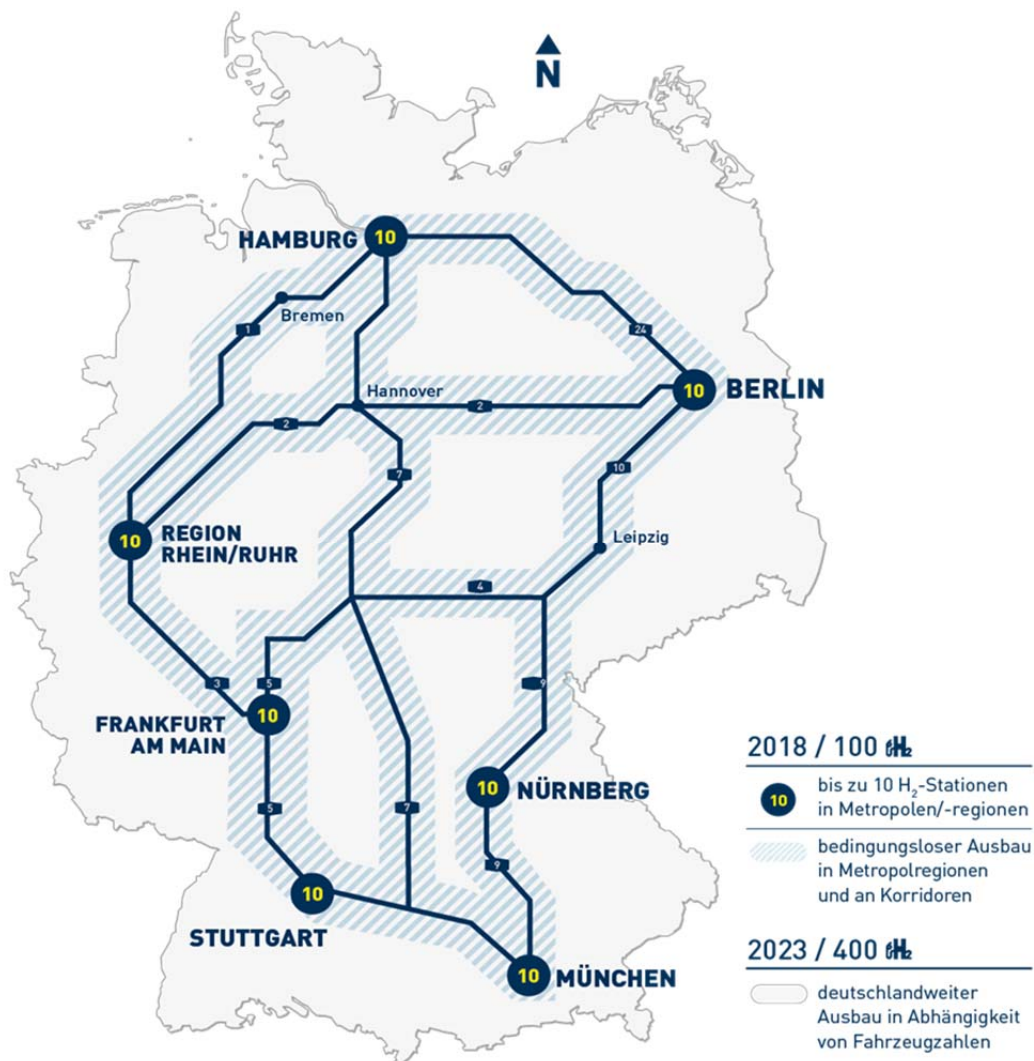 N
HAMBURG
10
Bremen
1
24
10
BERLIN
Hannover
2
2
7
10
Leipzig
REGION
RHEIN/RUHR
10
4
3
5
9
FRANKFURT
AM MAIN
10
10
NÜRNBERG
5
7
9
10
STUTTGART
10
MÜNCHEN
2018 / 100 H₂
10
bis zu 10 H₂-Stationen
in Metropolen/-regionen
bedingungsloser Ausbau
in Metropolregionen
und an Korridoren
2023 / 400 H₂
deutschlandweiter
Ausbau in Abhängigkeit
von Fahrzeugzahlen